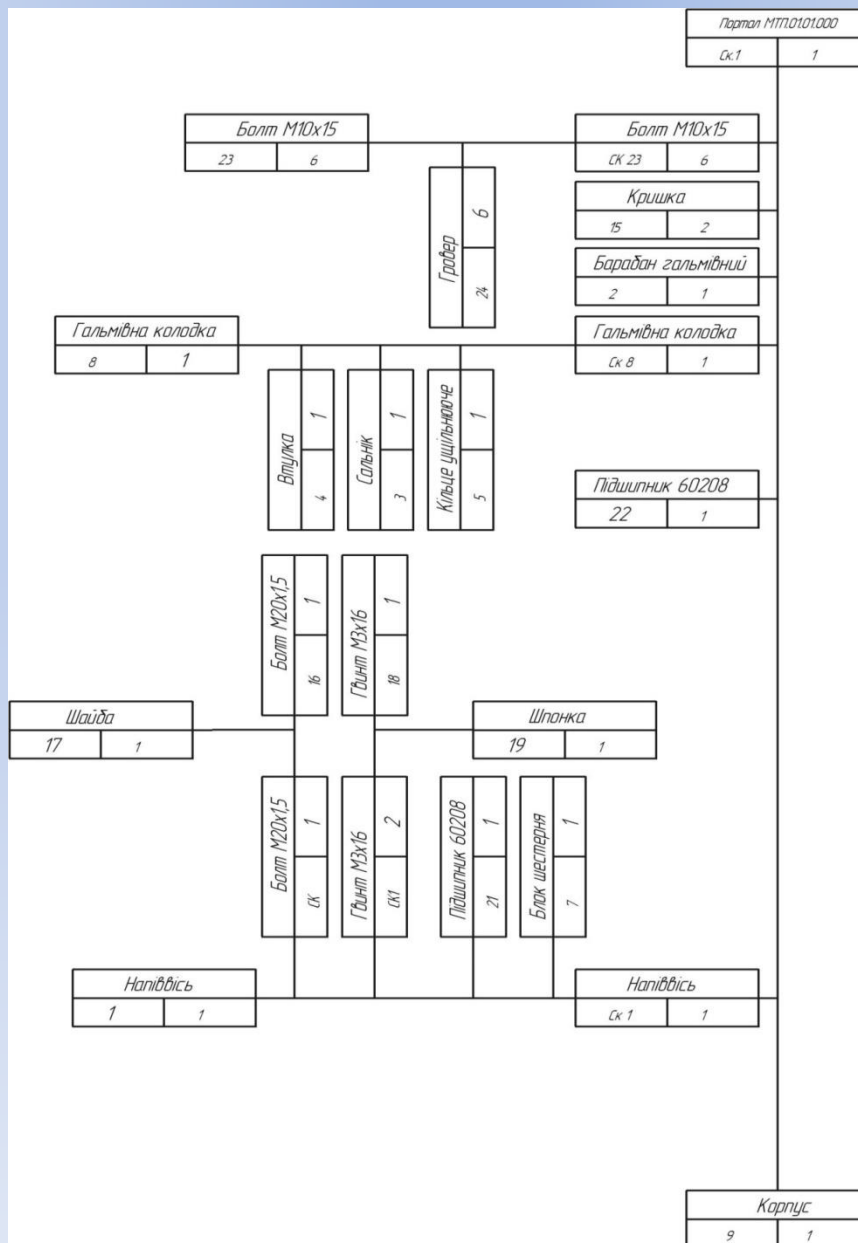 Портал МТП.01.01.000
Ск.1 1
Болт М10х15
23 6
Болт М10х15
СК 23 6
Гровер
24 6
Кришка
15 2
Барабан гальмівний
2 1
Гальмівна колодка
8 1
Гальмівна колодка
Ск 8 1
Втулка
4 1
Сальнік
3 1
Кільце ущільнююче
5 1
Підшипник 60208
22 1
Болт М20х1,5
16 1
Гвинт М3х16
18 1
Шайба
17 1
Шпонка
19 1
Болт М20х1,5
СК 1
Гвинт М3х16
СК1 2
Підшипник 60208
21 1
Блок шестерня
7 1
Напіввісь
1 1
Напіввісь
Ск 1 1
Корпус
9 1